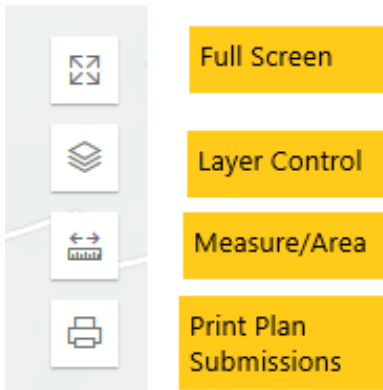 Full Screen
Layer Control
Measure/Area
Print Plan
Submissions